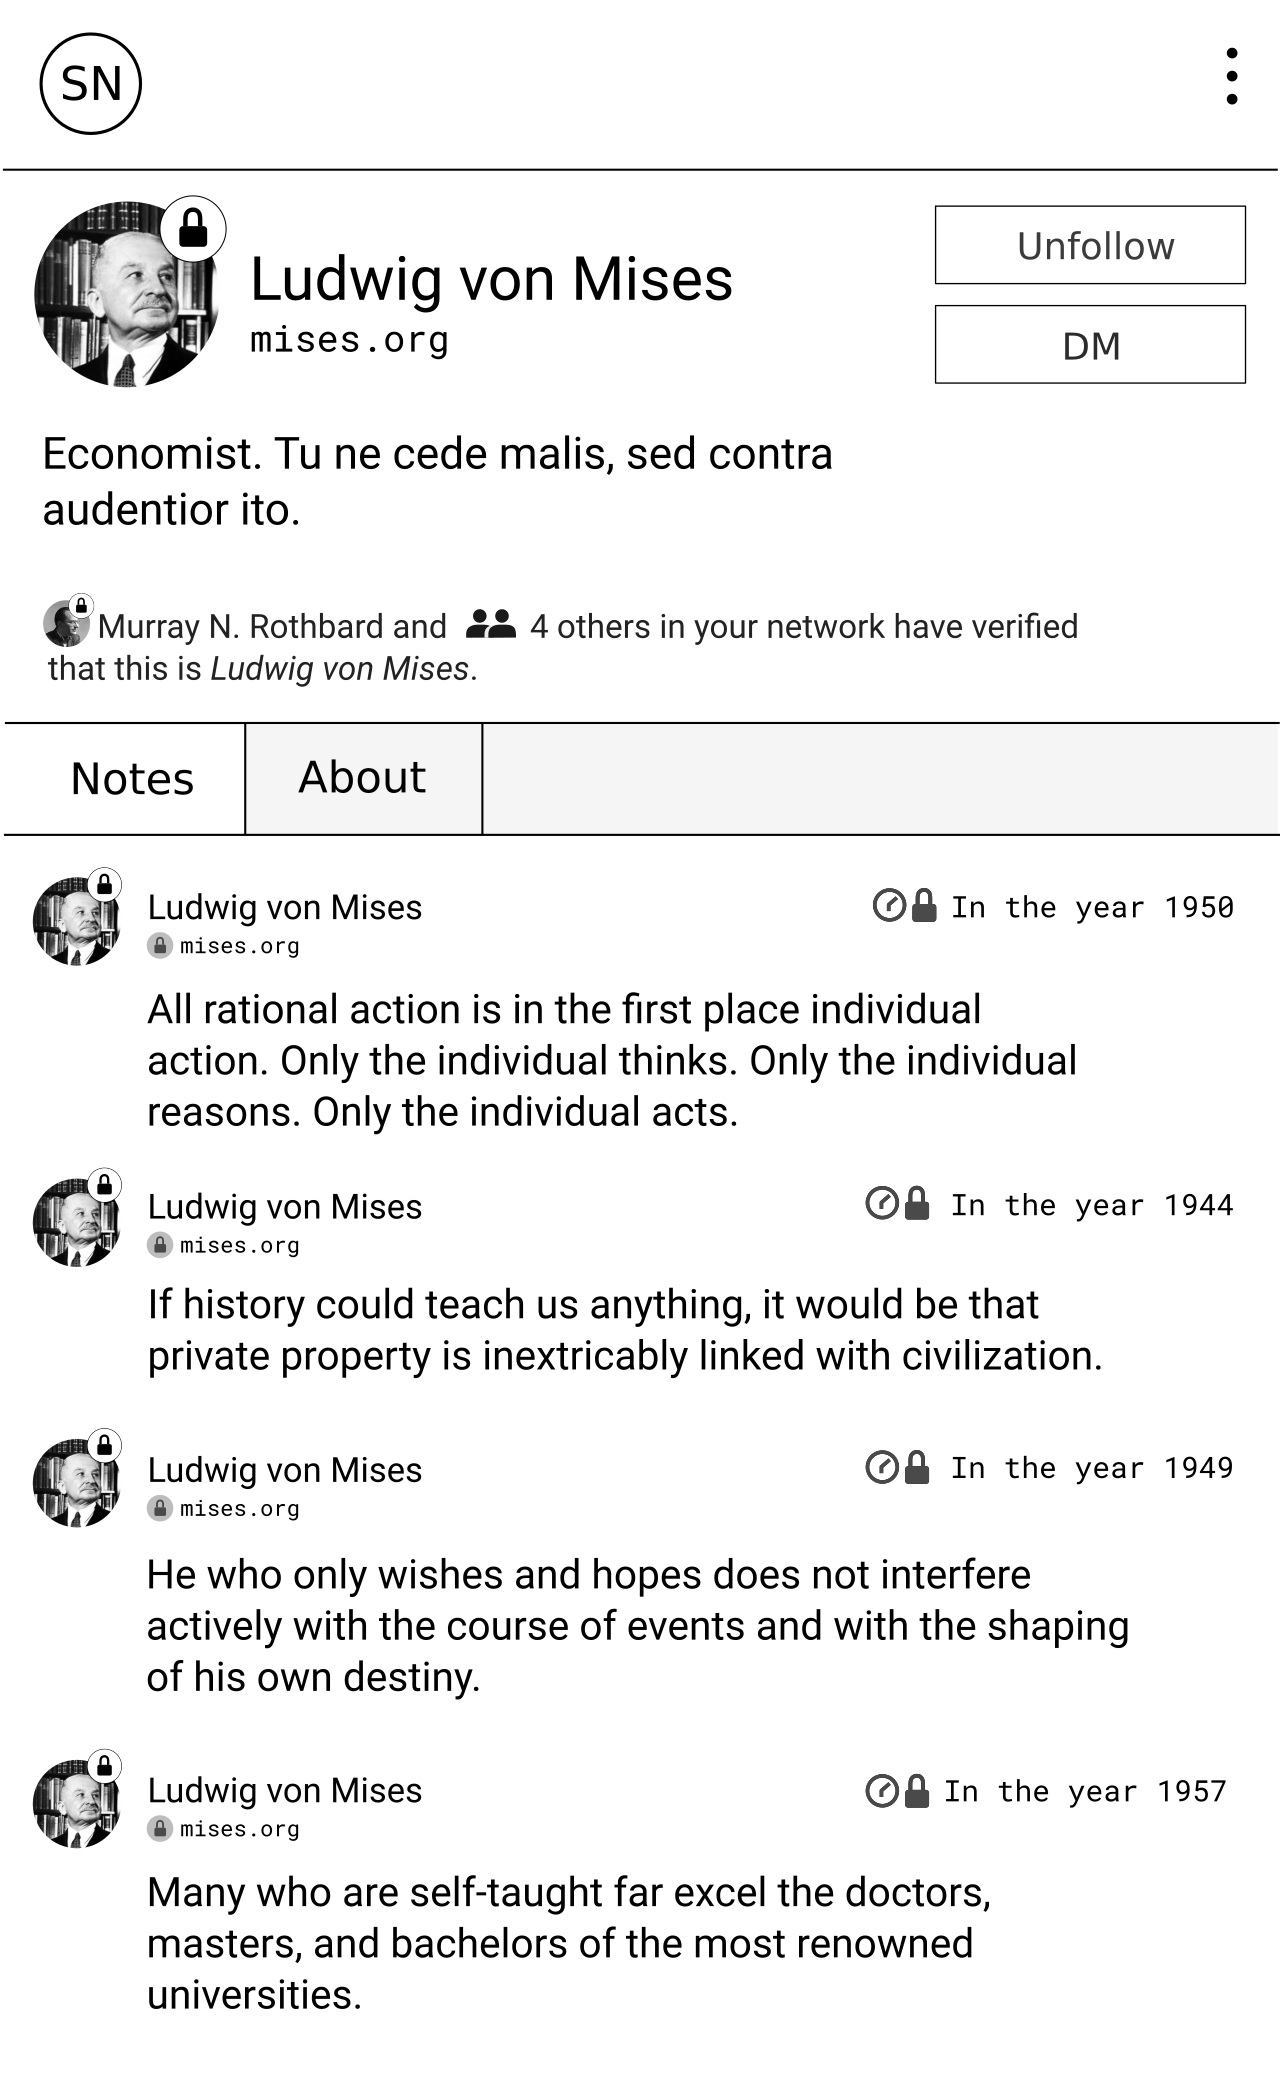 SN
Ludwig von Mises
mises.org
Unfollow
DM
Economist. Tu ne cede malis, sed contra
audentior ito.
Murray N. Rothbard and 4 others in your network have verified
that this is Ludwig von Mises.
Notes
About
Ludwig von Mises
In the year 1950
mises.org
All rational action is in the first place individual
action. Only the individual thinks. Only the individual
reasons. Only the individual acts.
Ludwig von Mises
In the year 1944
mises.org
If history could teach us anything, it would be that
private property is inextricably linked with civilization.
Ludwig von Mises
In the year 1949
mises.org
He who only wishes and hopes does not interfere
actively with the course of events and with the shaping
of his own destiny.
Ludwig von Mises
In the year 1957
mises.org
Many who are self-taught far excel the doctors,
masters, and bachelors of the most renowned
universities.